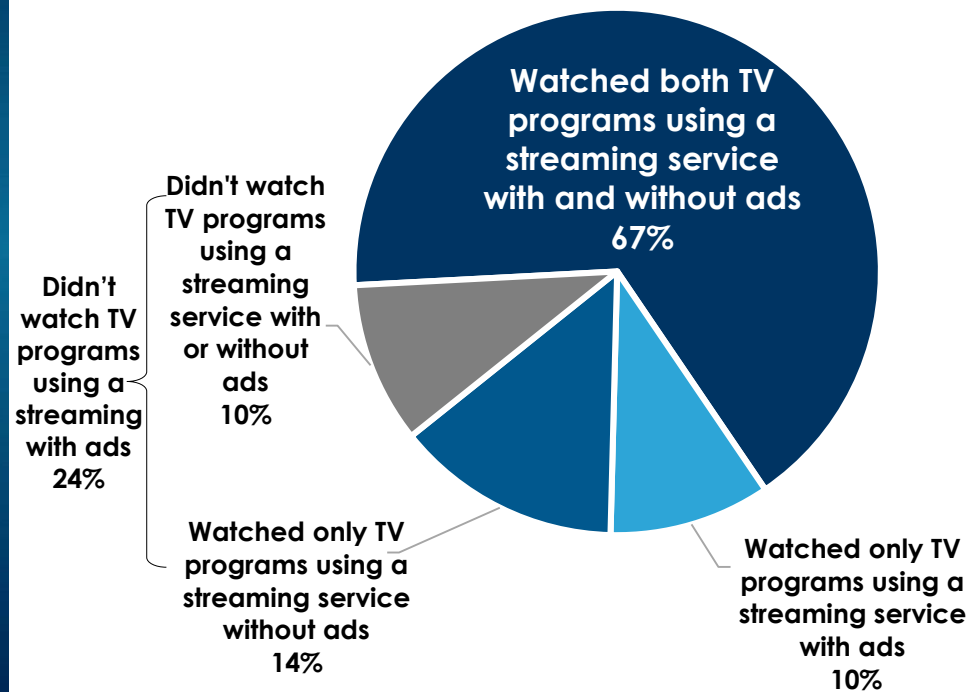 Watched both TV
programs using a
streaming service
with and without ads
67%
Didn't watch
TV programs
using a
streaming
service with
or without
ads
10%
Didn’t
watch TV
programs
using a
streaming
with ads
24%
Watched only TV
programs using a
streaming service
without ads
14%
Watched only TV
programs using a
streaming service
with ads
10%